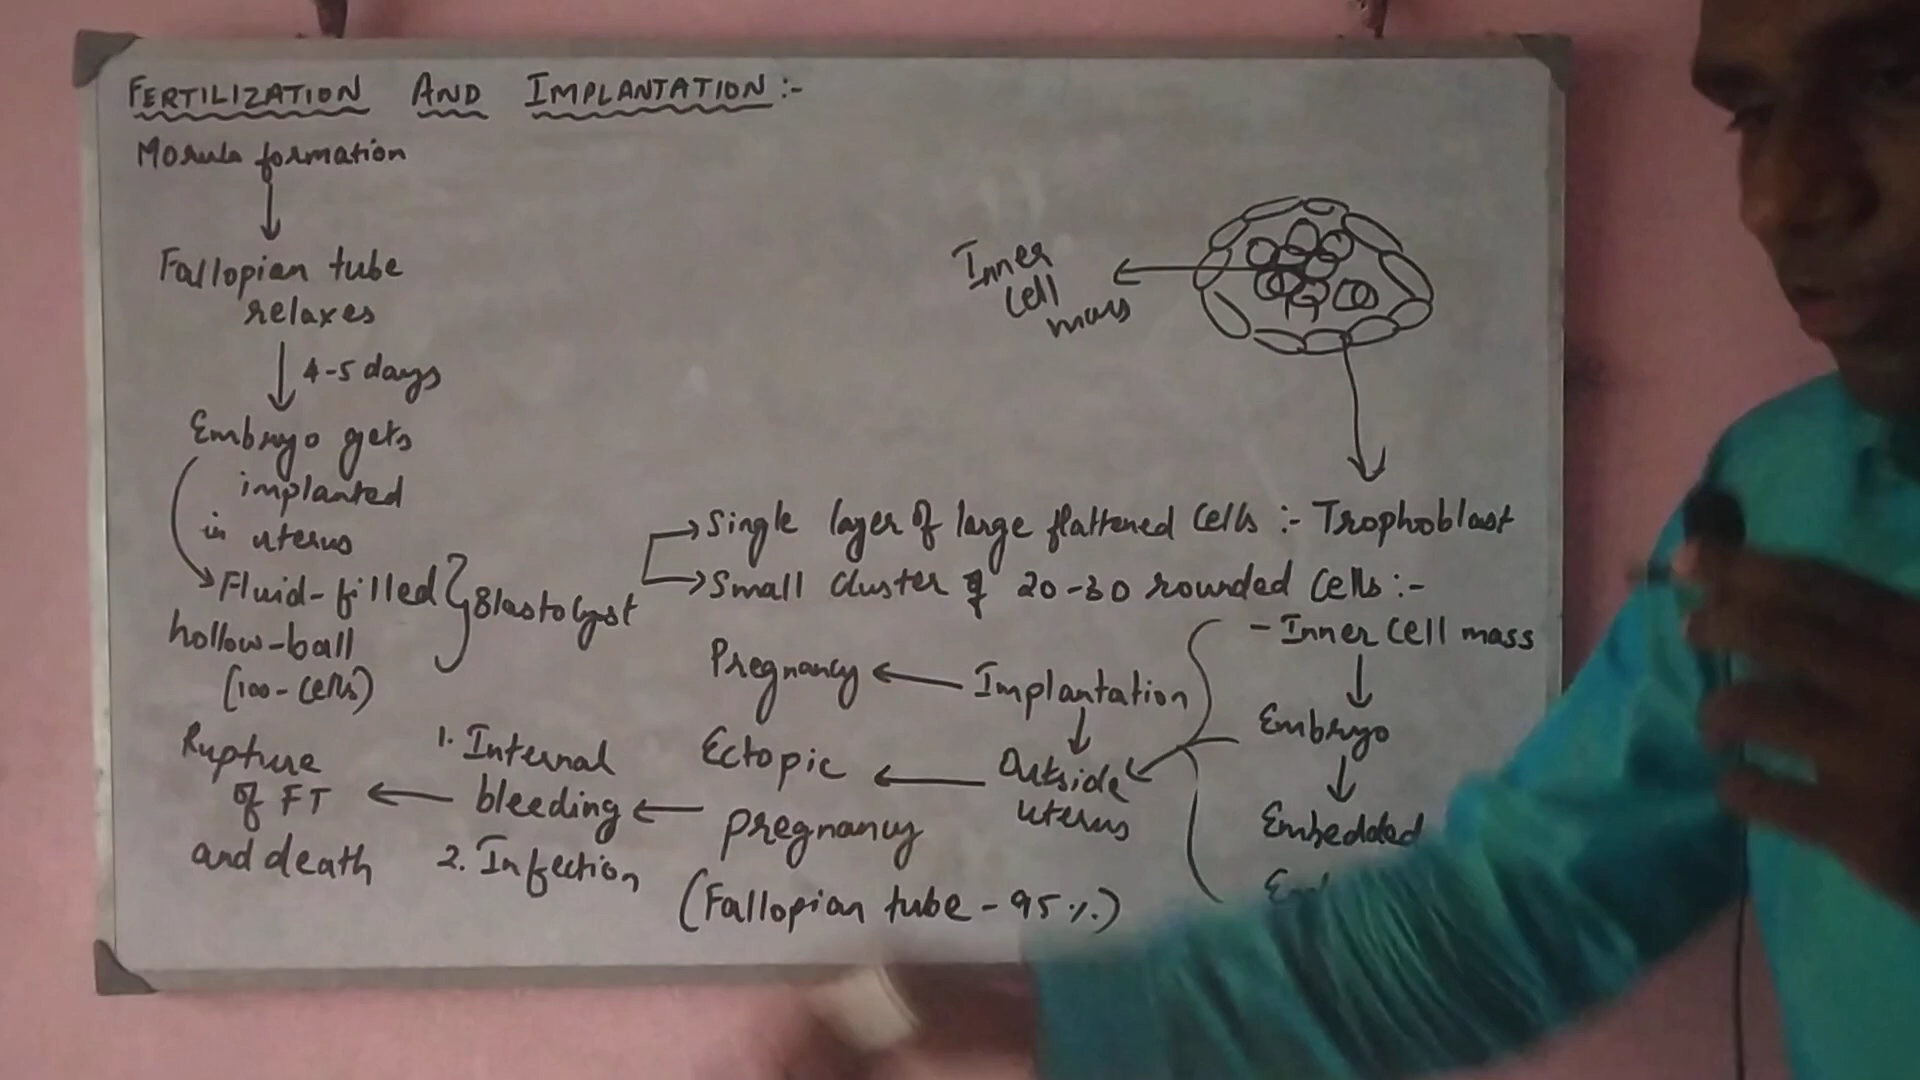 FERTILIZATION AND IMPLANTATION :-
Morula formation
Fallopian tube
relaxes
4-5 days
Embryo gets
implanted
in uterus
Fluid-filled
hollow-ball
(100-cells)
Blastocyst
Inner
cell
mass
Single layer of large flattened cells :- Trophoblast
Small cluster of 20-30 rounded cells :-
- Inner cell mass
Embryo
Embedded
Implantation
Pregnancy
Outside
uterus
Ectopic
pregnancy
(Fallopian tube - 95%)
1. Internal
bleeding
2. Infection
Rupture
of FT
and death